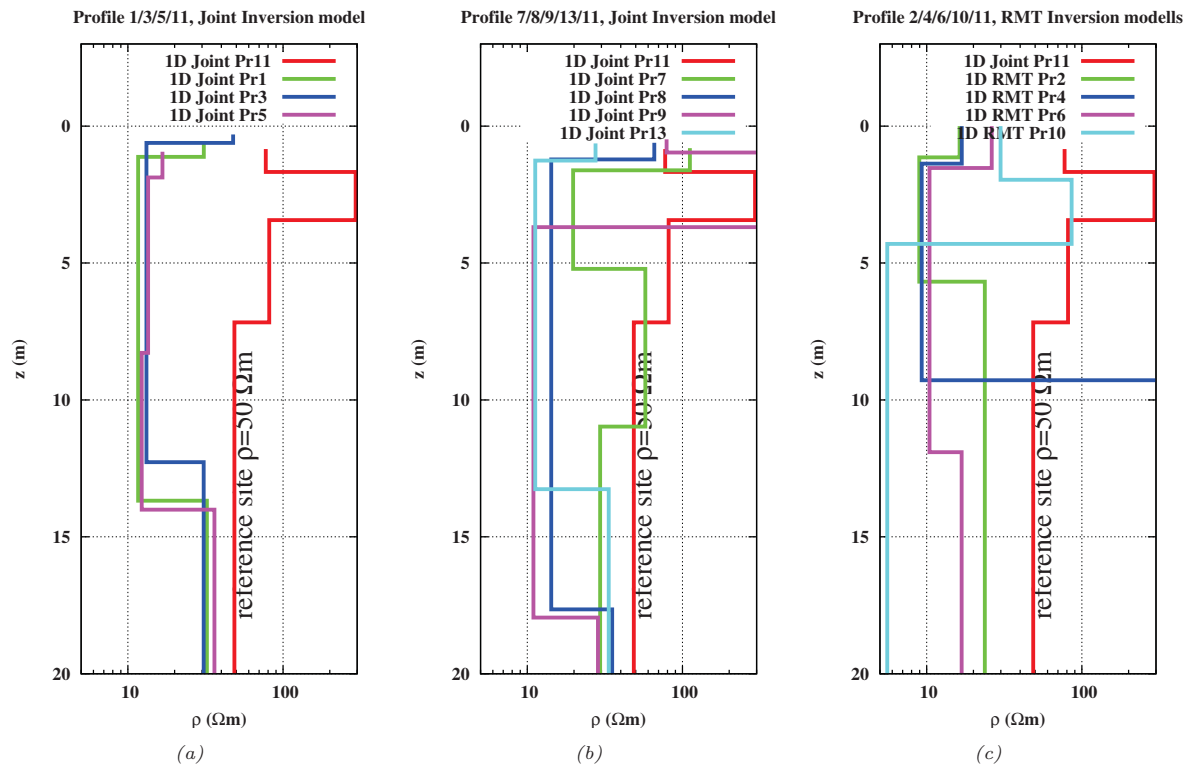 Profile 1/3/5/11, Joint Inversion model
1D Joint Pr11
1D Joint Pr1
1D Joint Pr3
1D Joint Pr5
0
5
10
15
20
z (m)
reference site ρ=50 Ωm
10 100
ρ (Ωm)
(a)
Profile 7/8/9/13/11, Joint Inversion model
1D Joint Pr11
1D Joint Pr7
1D Joint Pr8
1D Joint Pr9
1D Joint Pr13
0
5
10
15
20
z (m)
reference site ρ=50 Ωm
10 100
ρ (Ωm)
(b)
Profile 2/4/6/10/11, RMT Inversion modells
1D Joint Pr11
1D RMT Pr2
1D RMT Pr4
1D RMT Pr6
1D RMT Pr10
0
5
10
15
20
z (m)
reference site ρ=50 Ωm
10 100
ρ (Ωm)
(c)